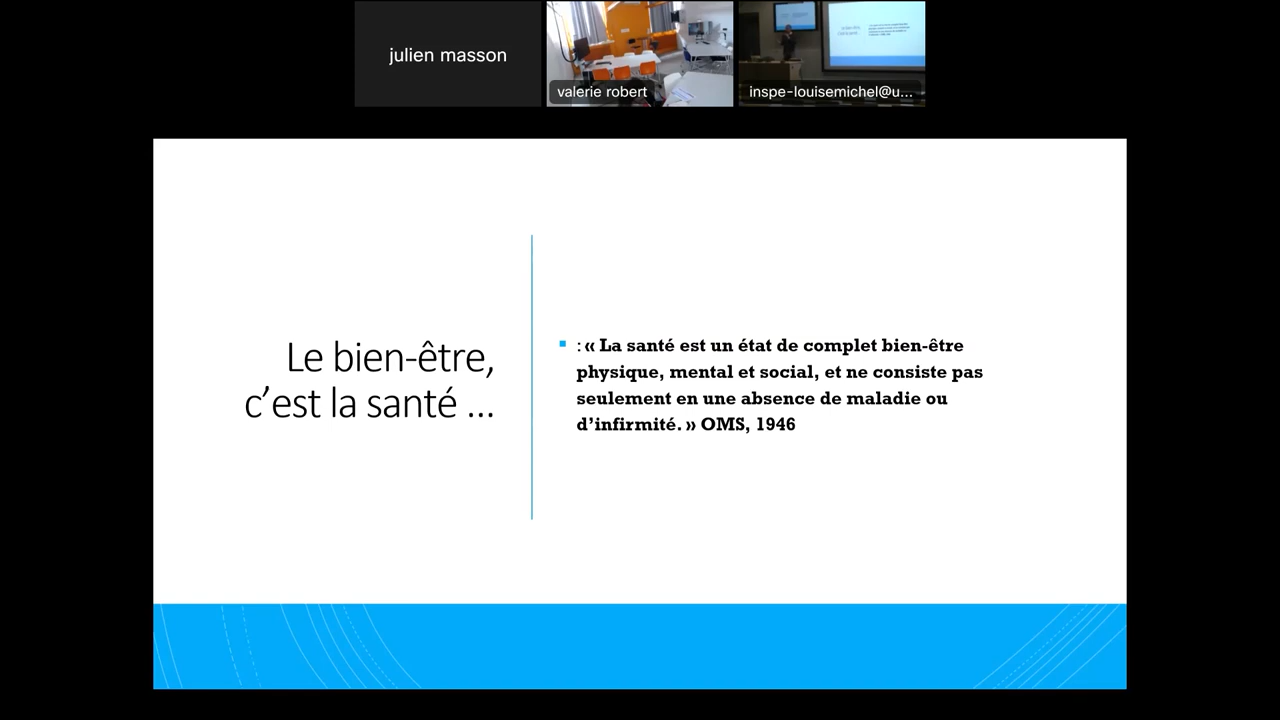 julien masson
valerie robert
inspe-louisemichel@u...
Le bien-être,
c’est la santé ...
: « La santé est un état de complet bien-être
physique, mental et social, et ne consiste pas
seulement en une absence de maladie ou
d’infirmité. » OMS, 1946